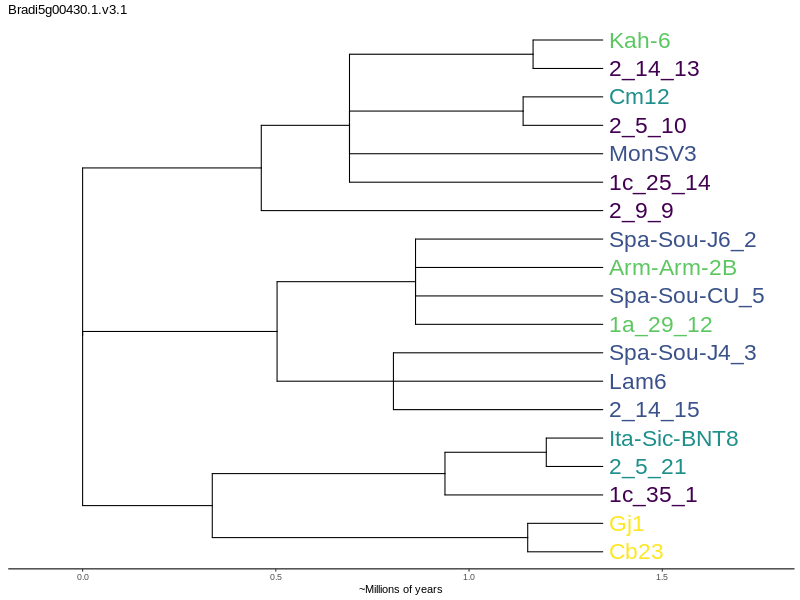 Bradi5g00430.1.v3.1
Kah-6
2_14_13
Cm12
2_5_10
MonSV3
1c_25_14
2_9_9
Spa-Sou-J6_2
Arm-Arm-2B
Spa-Sou-CU_5
1a_29_12
Spa-Sou-J4_3
Lam6
2_14_15
Ita-Sic-BNT8
2_5_21
1c_35_1
Gj1
Cb23
0.0 0.5 1.0 1.5
~Millions of years